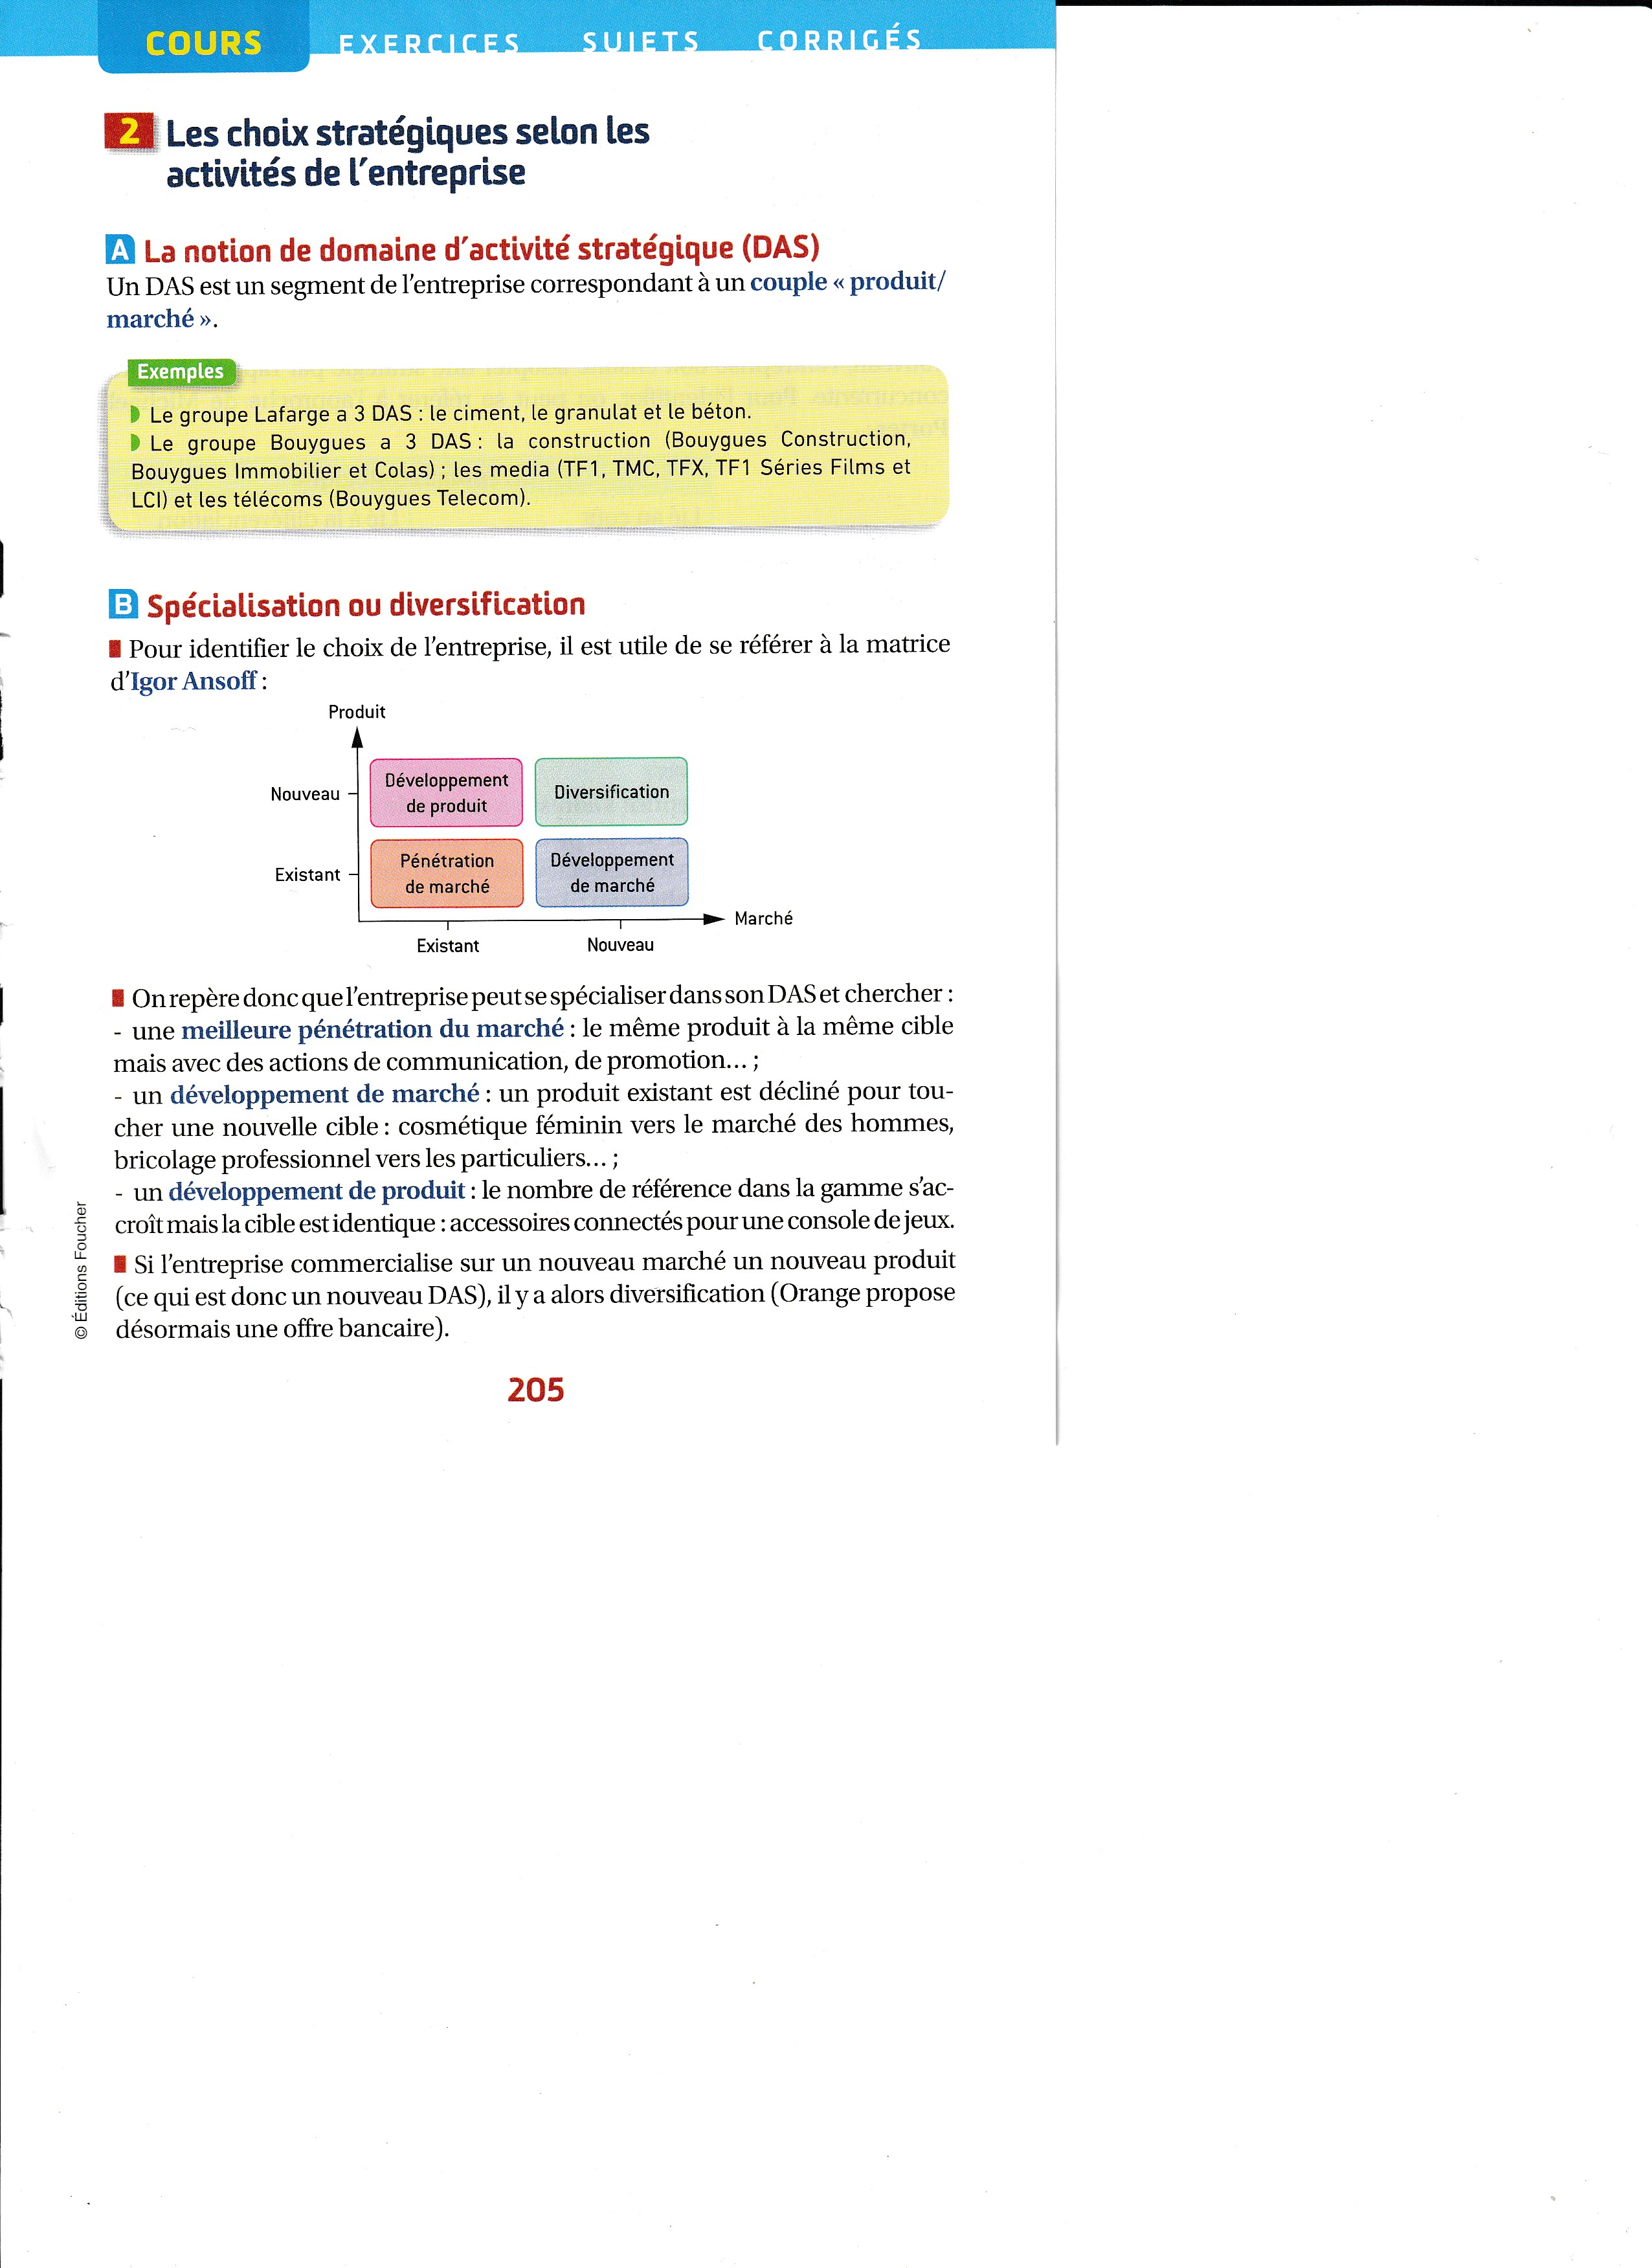 COURS EXERCICES SUJETS CORRIGÉS
2 Les choix stratégiques selon les
activités de l'entreprise
A La notion de domaine d'activité stratégique (DAS)
Un DAS est un segment de l'entreprise correspondant à un couple « produit/
marché ».
Exemples
Le groupe Lafarge a 3 DAS : le ciment, le granulat et le béton.
Le groupe Bouygues a 3 DAS : la construction (Bouygues Construction,
Bouygues Immobilier et Colas) ; les media (TF1, TMC, TFX, TF1 Séries Films et
LCI) et les télécoms (Bouygues Telecom).
B Spécialisation ou diversification
Pour identifier le choix de l'entreprise, il est utile de se référer à la matrice
d'Igor Ansoff :
Produit
Nouveau
Développement
de produit
Diversification
Existant
Pénétration
de marché
Développement
de marché
Marché
Existant
Nouveau
On repère donc que l'entreprise peut se spécialiser dans son DAS et chercher :
- une meilleure pénétration du marché : le même produit à la même cible
mais avec des actions de communication, de promotion... ;
- un développement de marché : un produit existant est décliné pour tou-
cher une nouvelle cible : cosmétique féminin vers le marché des hommes,
bricolage professionnel vers les particuliers... ;
- un développement de produit : le nombre de référence dans la gamme s'ac-
croît mais la cible est identique : accessoires connectés pour une console de jeux.
Si l'entreprise commercialise sur un nouveau marché un nouveau produit
(ce qui est donc un nouveau DAS), il y a alors diversification (Orange propose
désormais une offre bancaire).
© Éditions Foucher
205